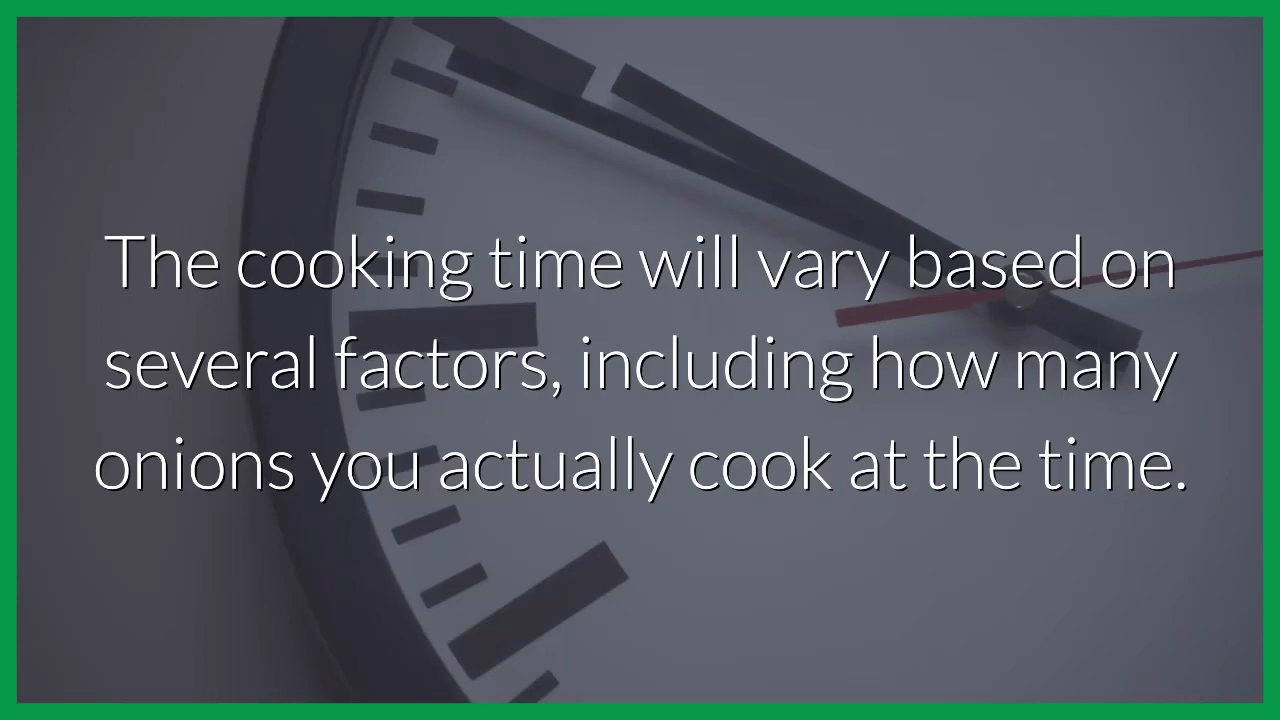 The cooking time will vary based on
several factors, including how many
onions you actually cook at the time.